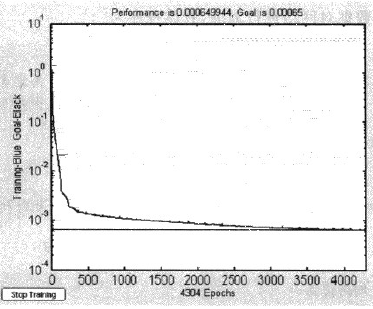 Performance is 0.000649944, Goal is 0.00065
Training-Blue Goal-Black
10^1
10^0
10^-1
10^-2
10^-3
10^-4
0 500 1000 1500 2000 2500 3000 3500 4000
4304 Epochs
Stop Training